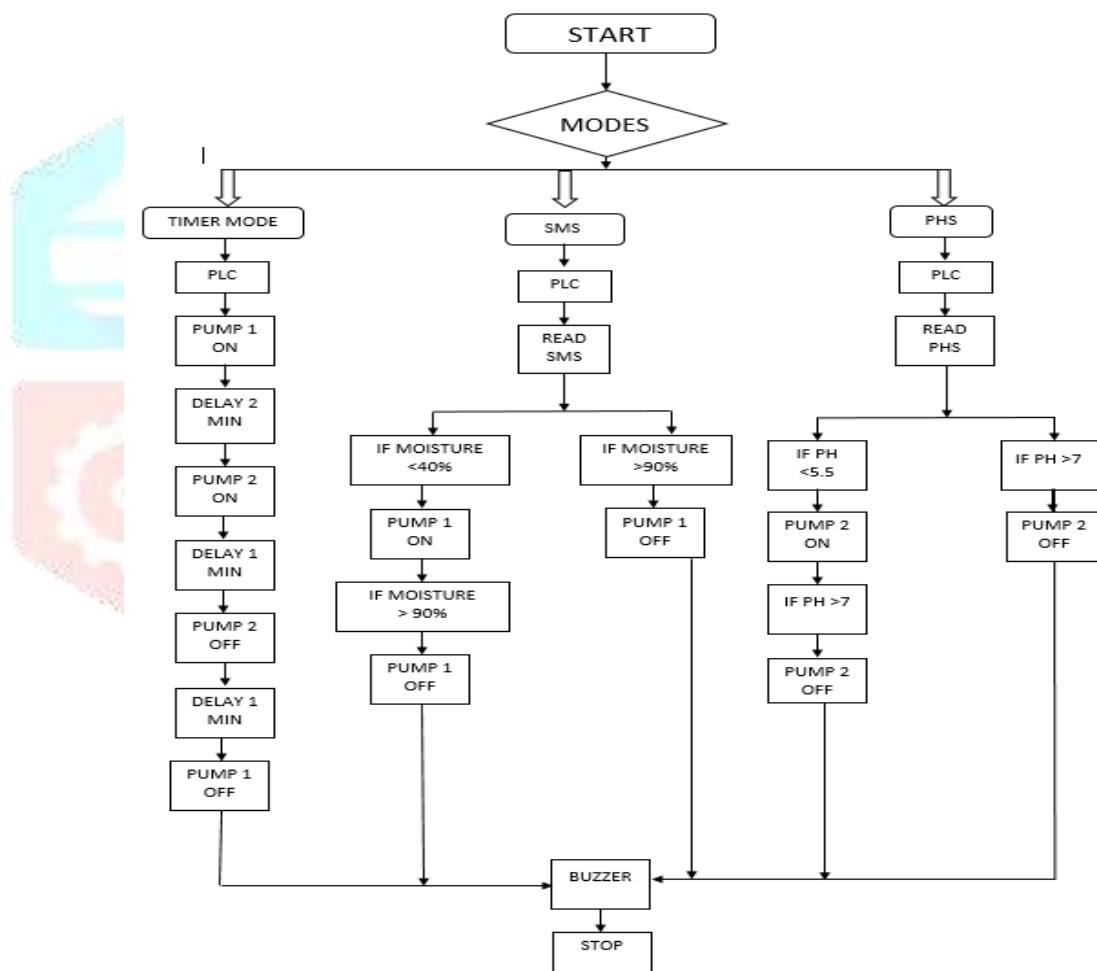 START
MODES
TIMER MODE
PLC
PUMP 1
ON
DELAY 2
MIN
PUMP 2
ON
DELAY 1
MIN
PUMP 2
OFF
DELAY 1
MIN
PUMP 1
OFF
SMS
PLC
READ
SMS
IF MOISTURE
<40%
PUMP 1
ON
IF MOISTURE
> 90%
PUMP 1
OFF
IF MOISTURE
>90%
PUMP 1
OFF
PHS
PLC
READ
PHS
IF PH
<5.5
PUMP 2
ON
IF PH >7
PUMP 2
OFF
IF PH >7
PUMP 2
OFF
BUZZER
STOP